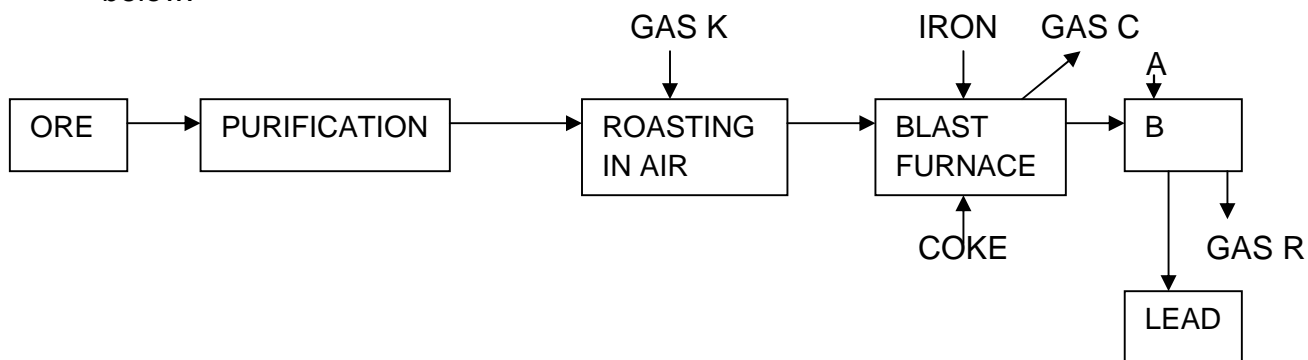 below.
GAS K
IRON
GAS C
A
ORE
PURIFICATION
ROASTING
IN AIR
BLAST
FURNACE
B
COKE
GAS R
LEAD